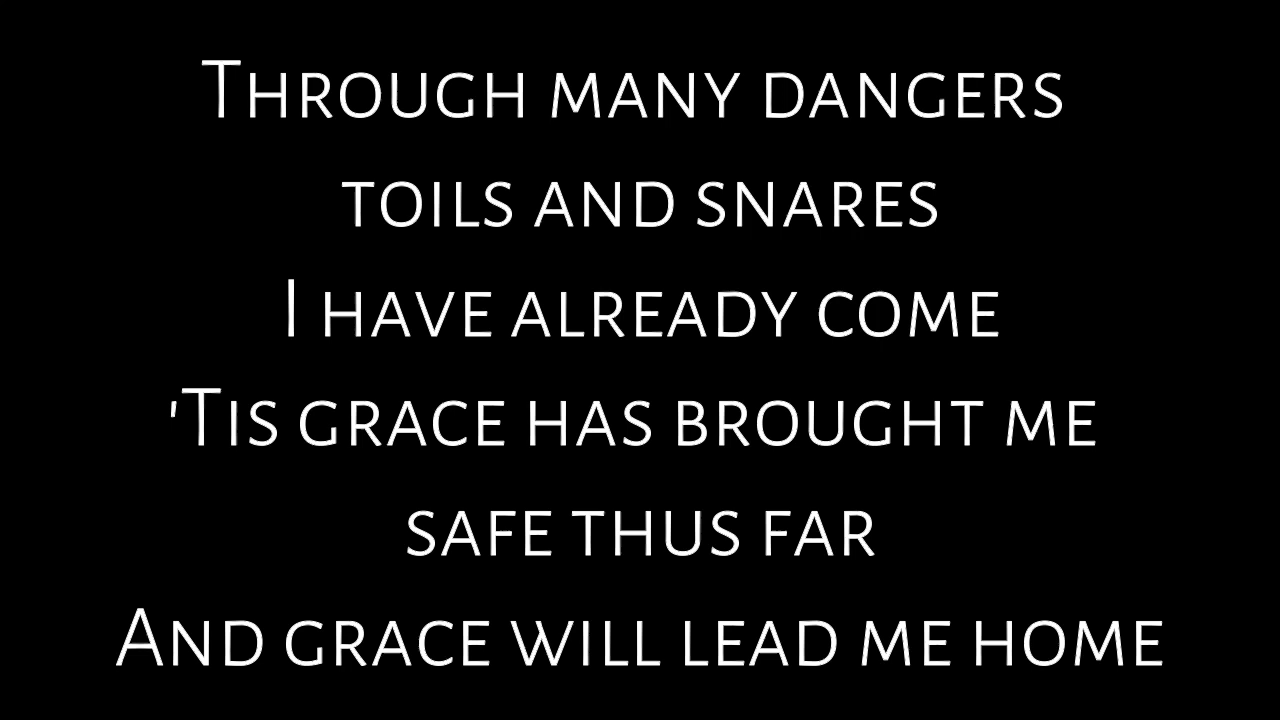 Through many dangers
toils and snares
I have already come
'Tis grace has brought me
safe thus far
And grace will lead me home